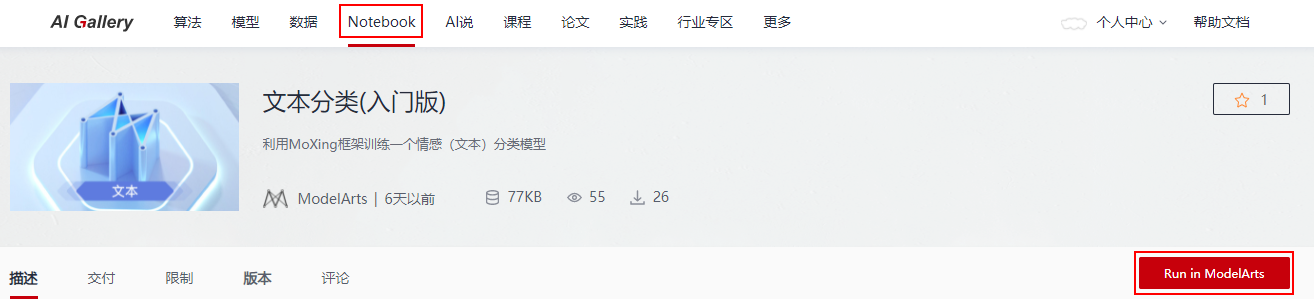 AI Gallery 算法 模型 数据 Notebook AI说 课程 论文 实践 行业专区 更多 个人中心 帮助文档
文本分类(入门版)
1
利用MoXing框架训练一个情感（文本）分类模型
文本
ModelArts | 6天以前 77KB 55 26
描述 交付 限制 版本 评论 Run in ModelArts